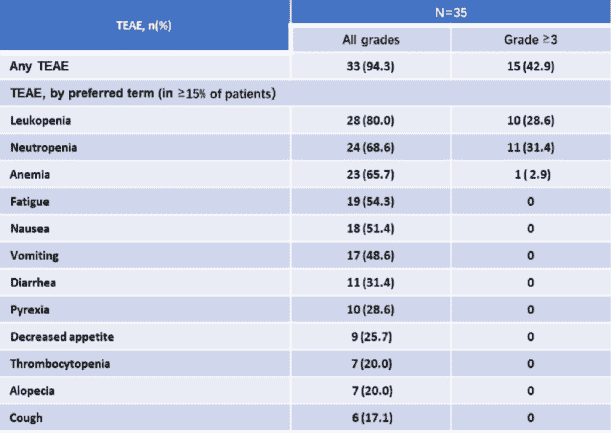 TEAE, n(%) N=35
All grades Grade ≥3
Any TEAE 33 (94.3) 15 (42.9)
TEAE, by preferred term (in ≥15% of patients)
Leukopenia 28 (80.0) 10 (28.6)
Neutropenia 24 (68.6) 11 (31.4)
Anemia 23 (65.7) 1 ( 2.9)
Fatigue 19 (54.3) 0
Nausea 18 (51.4) 0
Vomiting 17 (48.6) 0
Diarrhea 11 (31.4) 0
Pyrexia 10 (28.6) 0
Decreased appetite 9 (25.7) 0
Thrombocytopenia 7 (20.0) 0
Alopecia 7 (20.0) 0
Cough 6 (17.1) 0